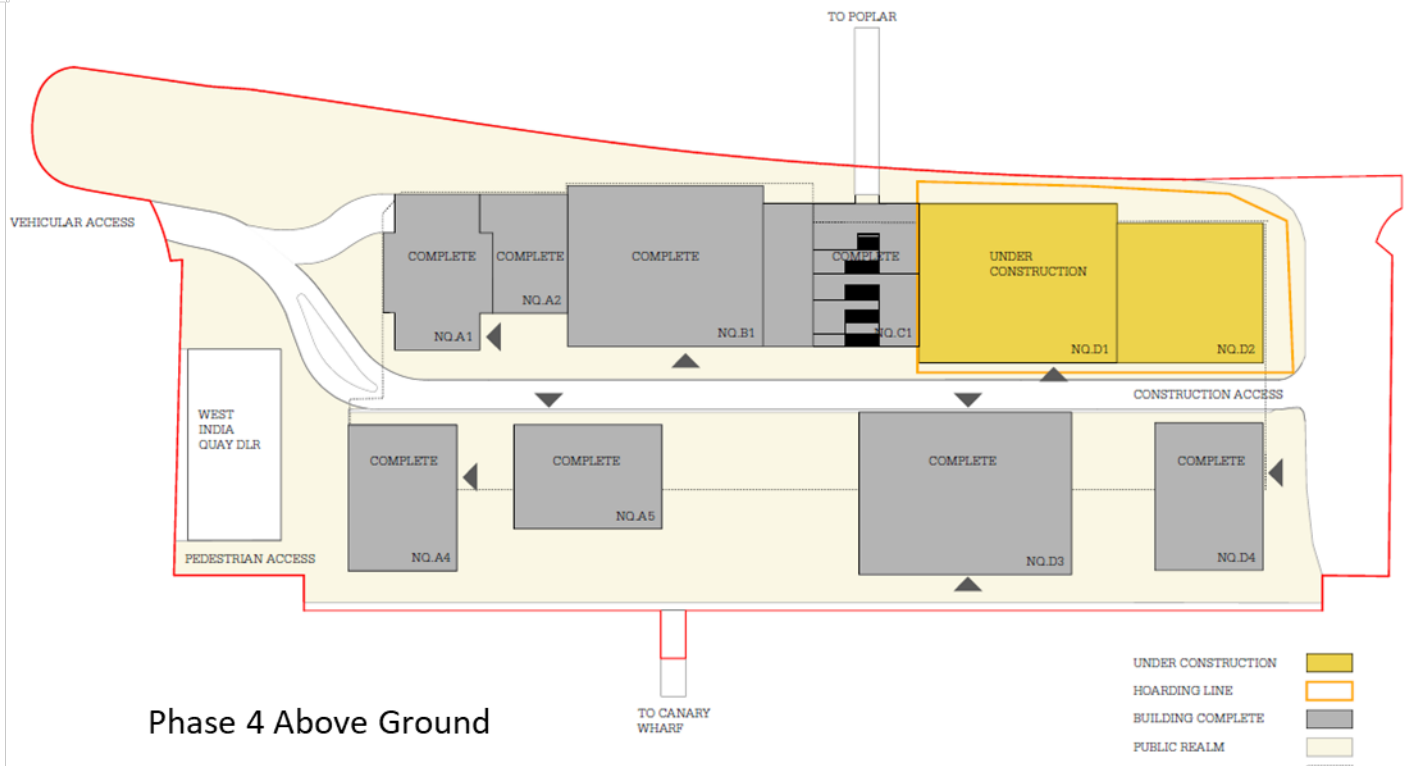 TO POPLAR
VEHICULAR ACCESS
COMPLETE
NQ.A1
COMPLETE
NQ.A2
COMPLETE
NQ.B1
COMPLETE
NQ.C1
UNDER
CONSTRUCTION
NQ.D1
NQ.D2
CONSTRUCTION ACCESS
WEST
INDIA
QUAY DLR
COMPLETE
NQ.A4
COMPLETE
NQ.A5
COMPLETE
NQ.D3
COMPLETE
NQ.D4
PEDESTRIAN ACCESS
TO CANARY
WHARF
Phase 4 Above Ground
UNDER CONSTRUCTION
HOARDING LINE
BUILDING COMPLETE
PUBLIC REALM